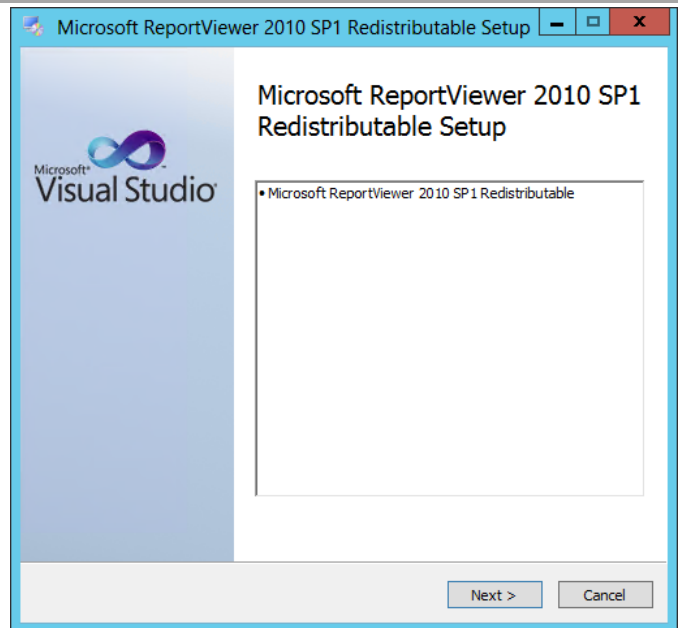 Microsoft ReportViewer 2010 SP1 Redistributable Setup
Microsoft ReportViewer 2010 SP1
Redistributable Setup
Microsoft®
Visual Studio®
• Microsoft ReportViewer 2010 SP1 Redistributable
Next >
Cancel